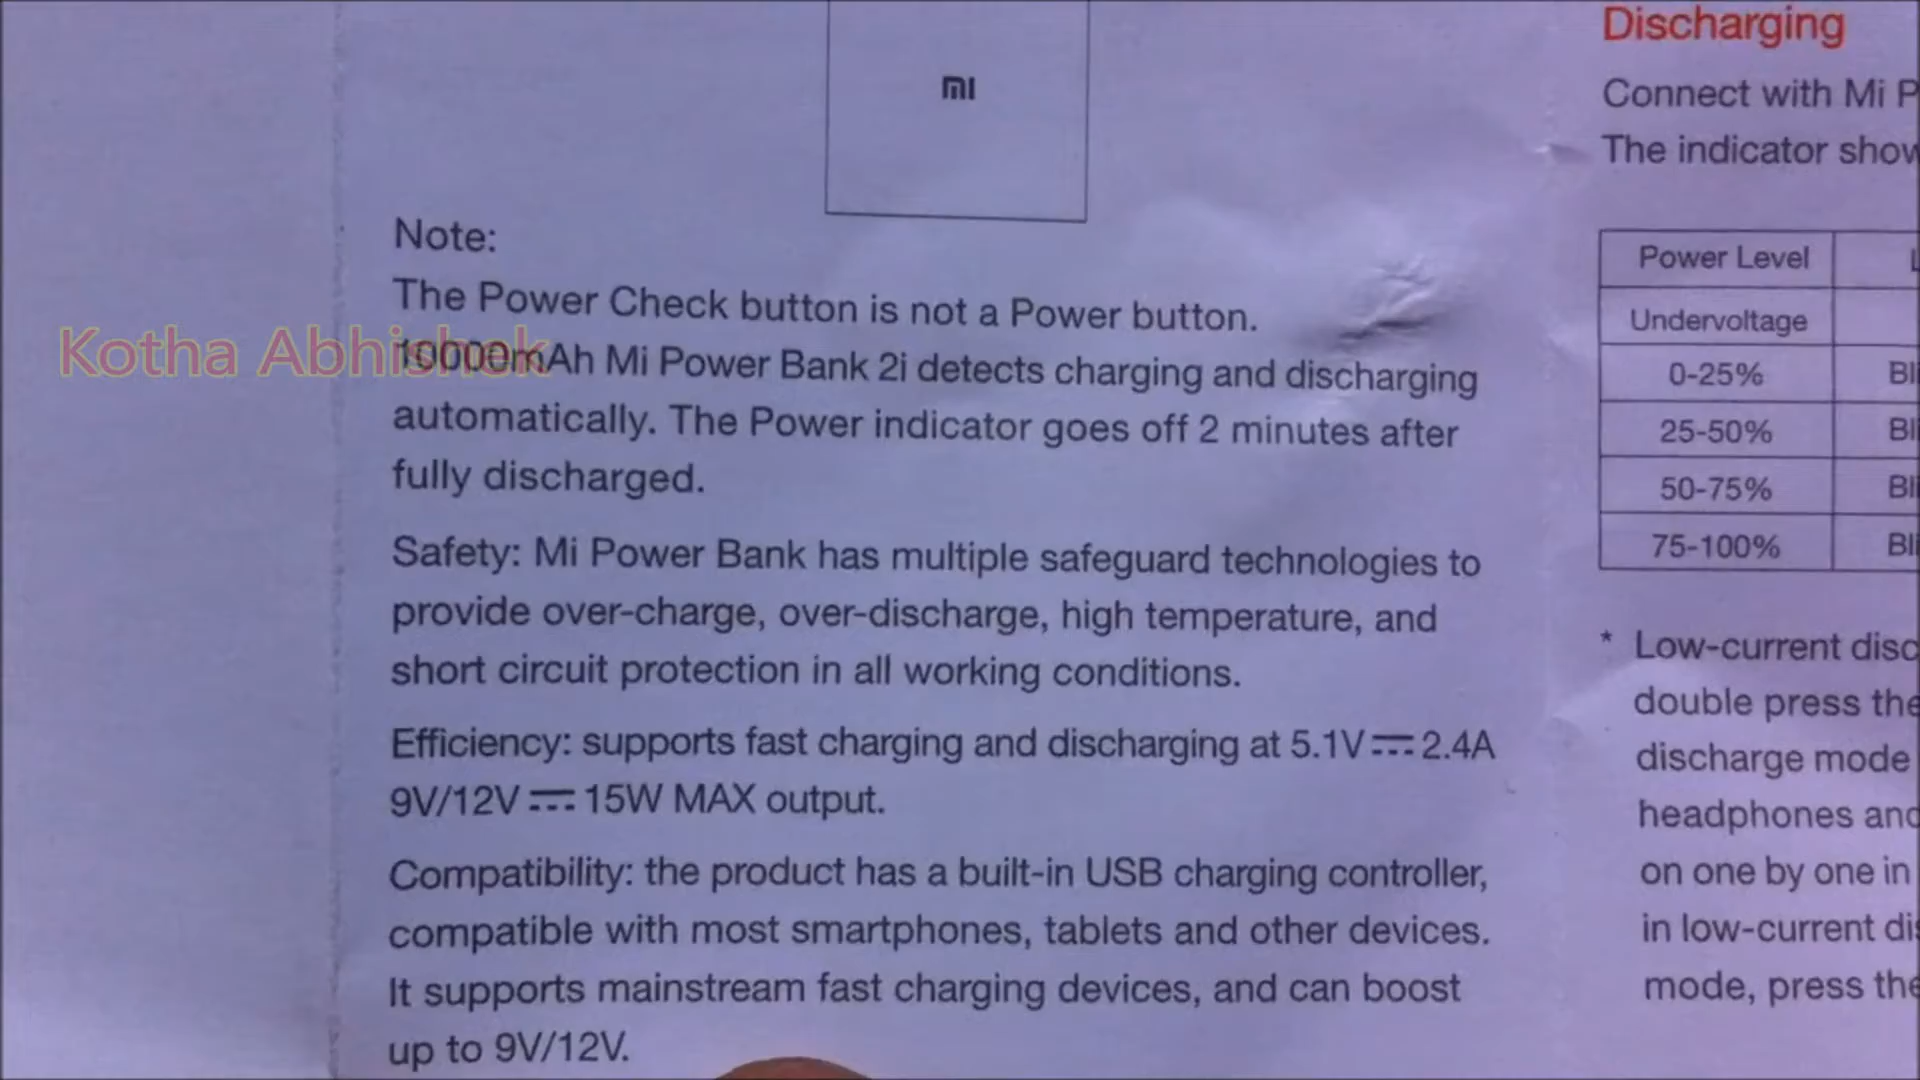 mi
Note:
The Power Check button is not a Power button.
10000mAh Mi Power Bank 2i detects charging and discharging
automatically. The Power indicator goes off 2 minutes after
fully discharged.
Safety: Mi Power Bank has multiple safeguard technologies to
provide over-charge, over-discharge, high temperature, and
short circuit protection in all working conditions.
Efficiency: supports fast charging and discharging at 5.1V⎓2.4A
9V/12V⎓15W MAX output.
Compatibility: the product has a built-in USB charging controller,
compatible with most smartphones, tablets and other devices.
It supports mainstream fast charging devices, and can boost
up to 9V/12V.
Kotha Abhishek
Discharging
Connect with Mi
The indicator
Power Level
Undervoltage
0-25%
25-50%
50-75%
75-100%
* Low-current
double press the
discharge mode
headphones
on one by one in
in low-current
mode, press the